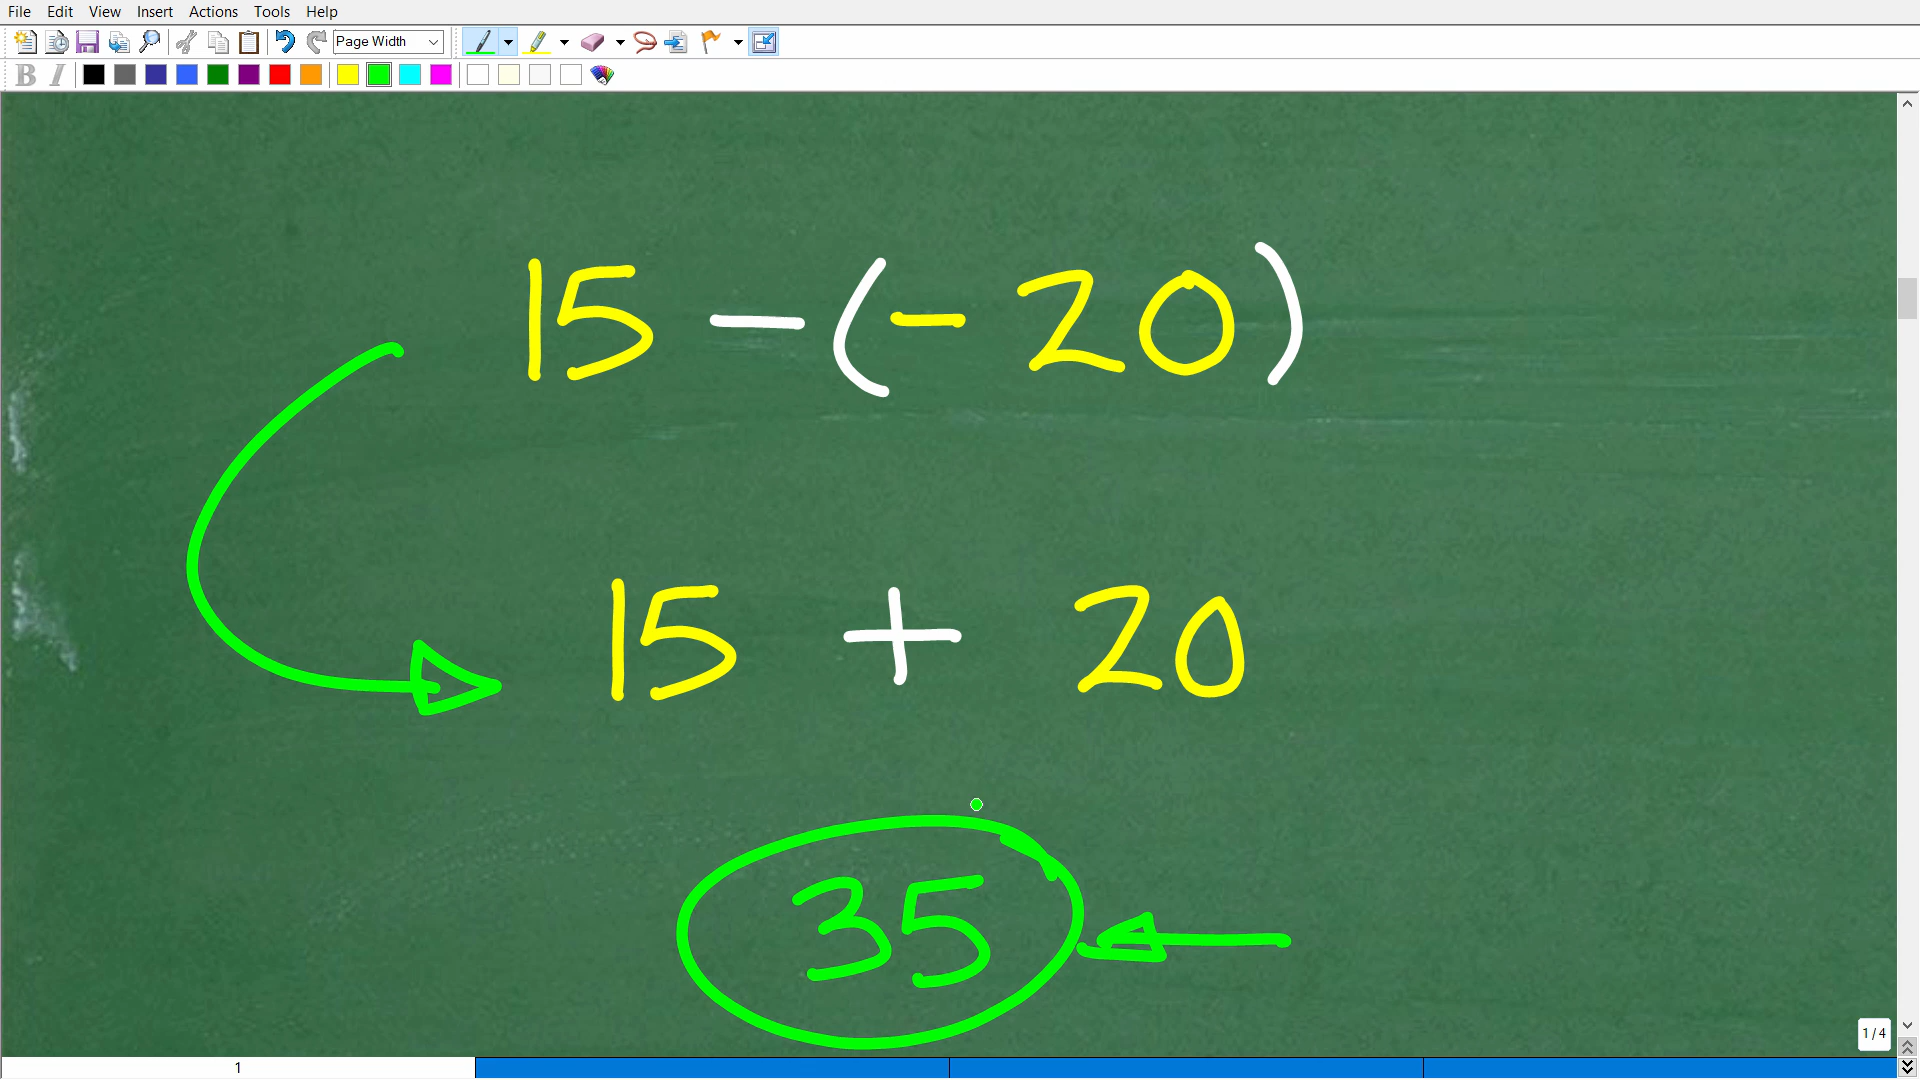 File Edit View Insert Actions Tools Help
Page Width
B I
15 - (- 20)
15 + 20
35
1 / 4
1